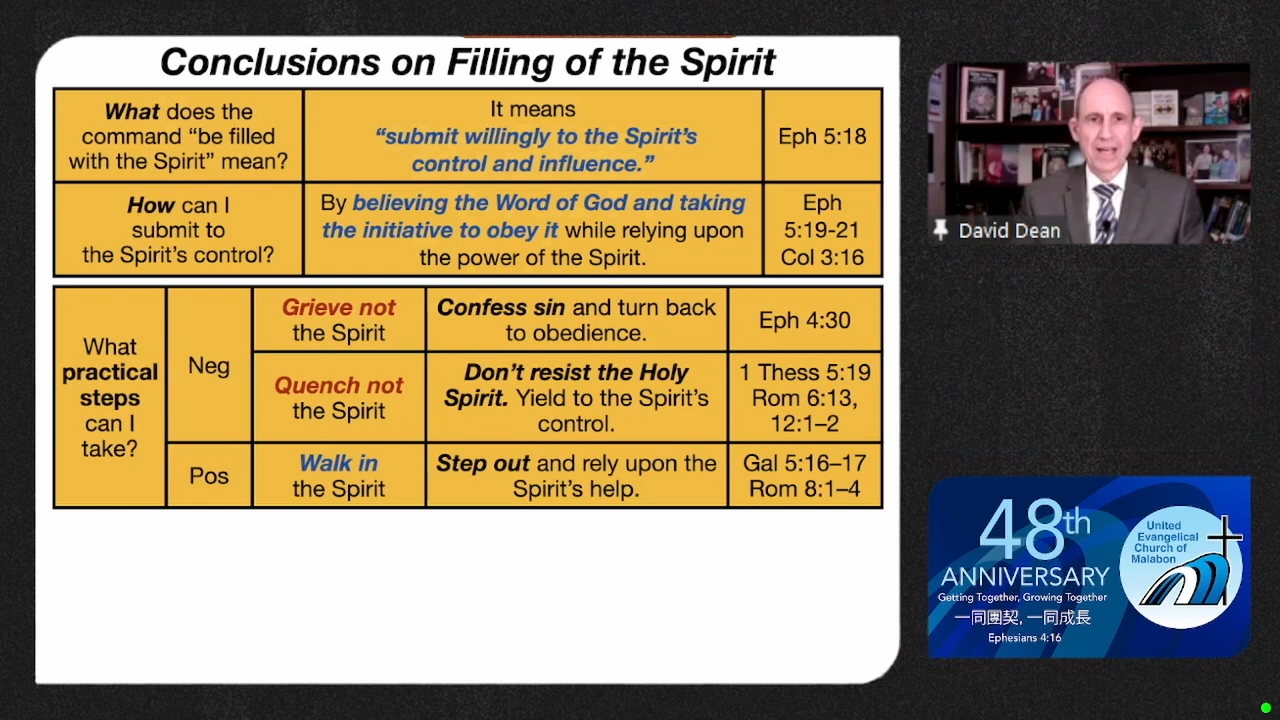 Conclusions on Filling of the Spirit
What does the
command “be filled
with the Spirit” mean?
It means
“submit willingly to the Spirit’s
control and influence.”
Eph 5:18
How can I
submit to
the Spirit’s control?
By believing the Word of God and taking
the initiative to obey it while relying upon
the power of the Spirit.
Eph
5:19-21
Col 3:16
What
practical
steps
can I
take?
Neg
Grieve not
the Spirit
Confess sin and turn back
to obedience.
Eph 4:30
Quench not
the Spirit
Don’t resist the Holy
Spirit. Yield to the Spirit’s
control.
1 Thess 5:19
Rom 6:13,
12:1–2
Pos
Walk in
the Spirit
Step out and rely upon the
Spirit’s help.
Gal 5:16–17
Rom 8:1–4
David Dean
48th
ANNIVERSARY
Getting Together, Growing Together
一同團契, 一同成長
Ephesians 4:16
United
Evangelical
Church of
Malabon